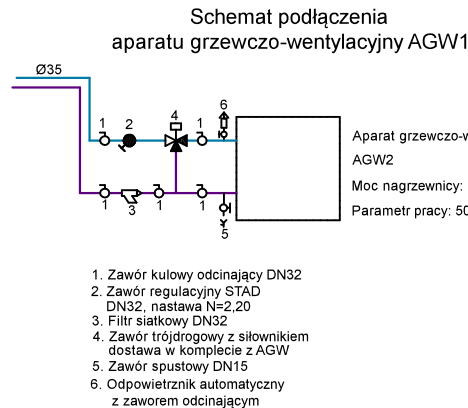 Schemat podłączenia
aparatu grzewczo-wentylacyjny AGW1
Ø35
1
2
4
1
6
Aparat grzewczo-w
AGW2
Moc nagrzewnicy:
Parametr pracy: 50
1
3
1
1
5
1. Zawór kulowy odcinający DN32
2. Zawór regulacyjny STAD
DN32, nastawa N=2,20
3. Filtr siatkowy DN32
4. Zawór trójdrogowy z siłownikiem
dostawa w komplecie z AGW
5. Zawór spustowy DN15
6. Odpowietrznik automatyczny
z zaworem odcinającym